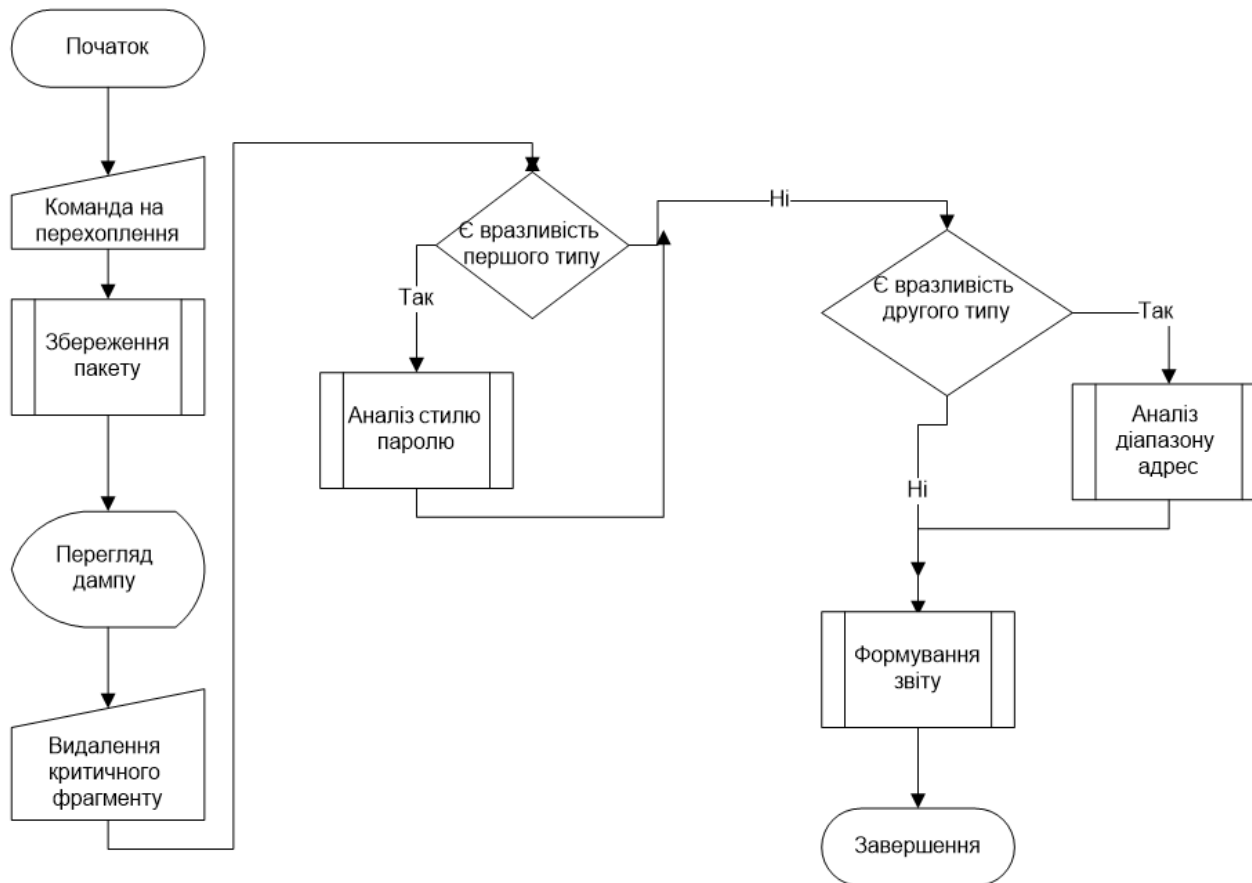 Початок
Команда на
перехоплення
Збереження
пакету
Перегляд
дампу
Видалення
критичного
фрагменту
Є вразливість
першого типу
Так
Аналіз стилю
паролю
Ні
Є вразливість
другого типу
Так
Аналіз
діапазону
адрес
Ні
Формування
звіту
Завершення